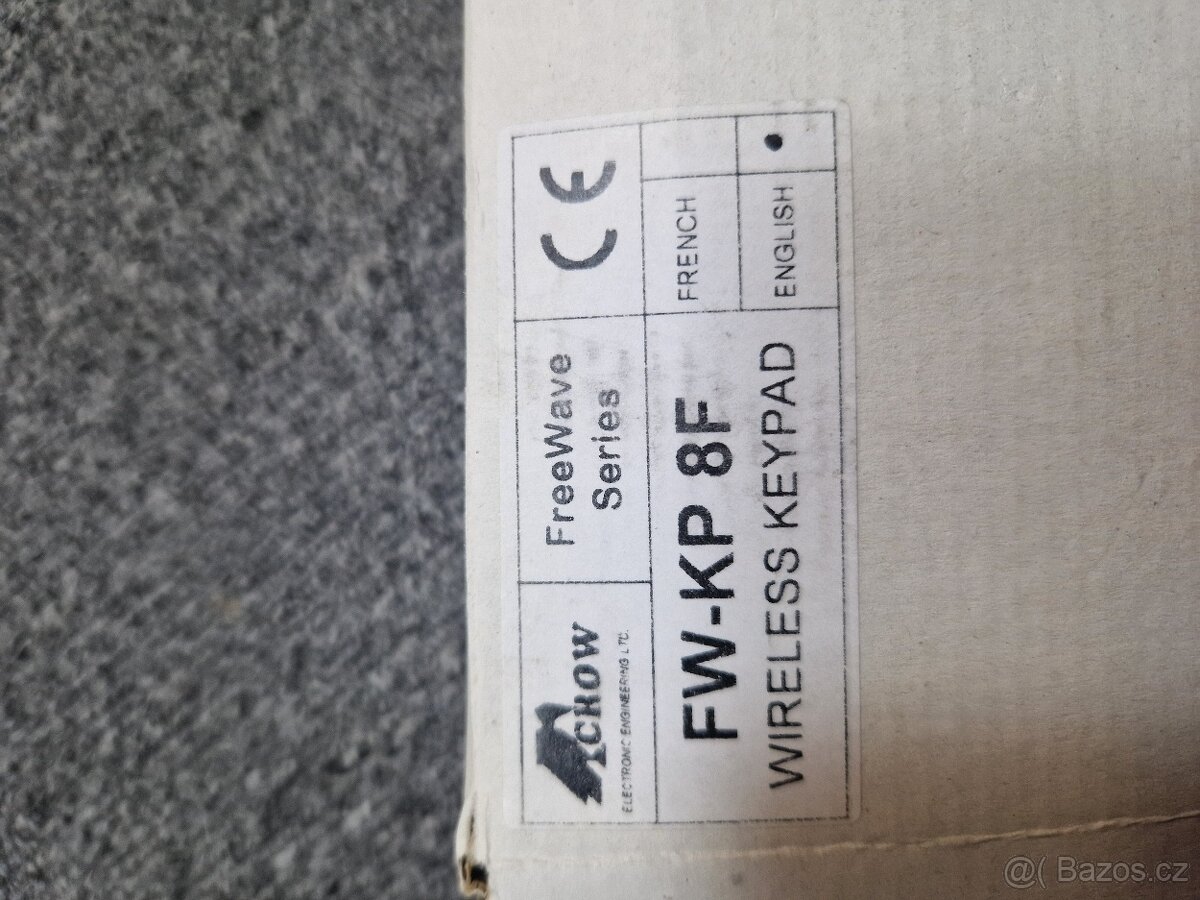 CROW
ELECTRONIC ENGINEERING LTD.
FreeWave
Series
CE
FW-KP 8F
WIRELESS KEYPAD
FRENCH
ENGLISH •
@( Bazos.cz